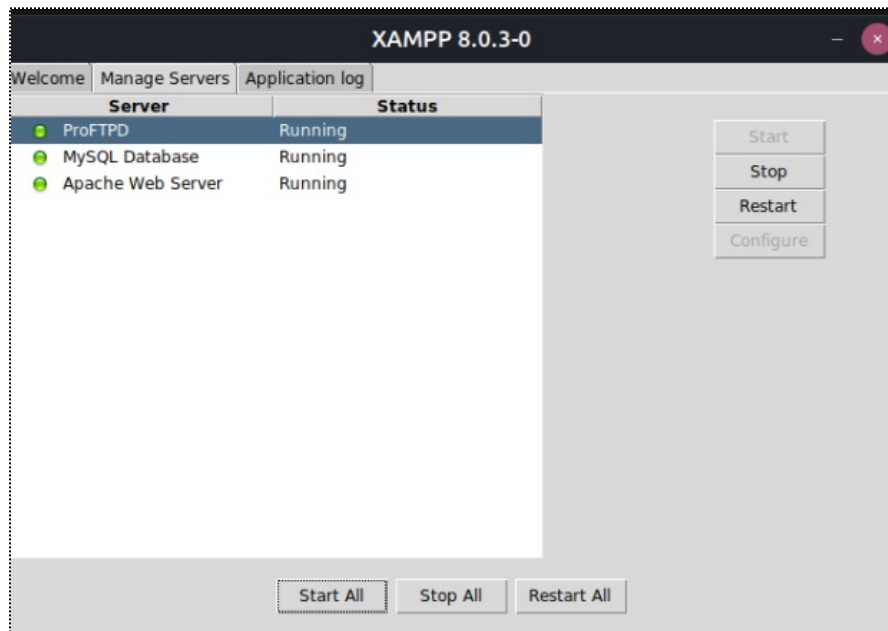 XAMPP 8.0.3-0
Welcome Manage Servers Application log
Server Status
ProFTPD Running
MySQL Database Running
Apache Web Server Running
Start
Stop
Restart
Configure
Start All Stop All Restart All